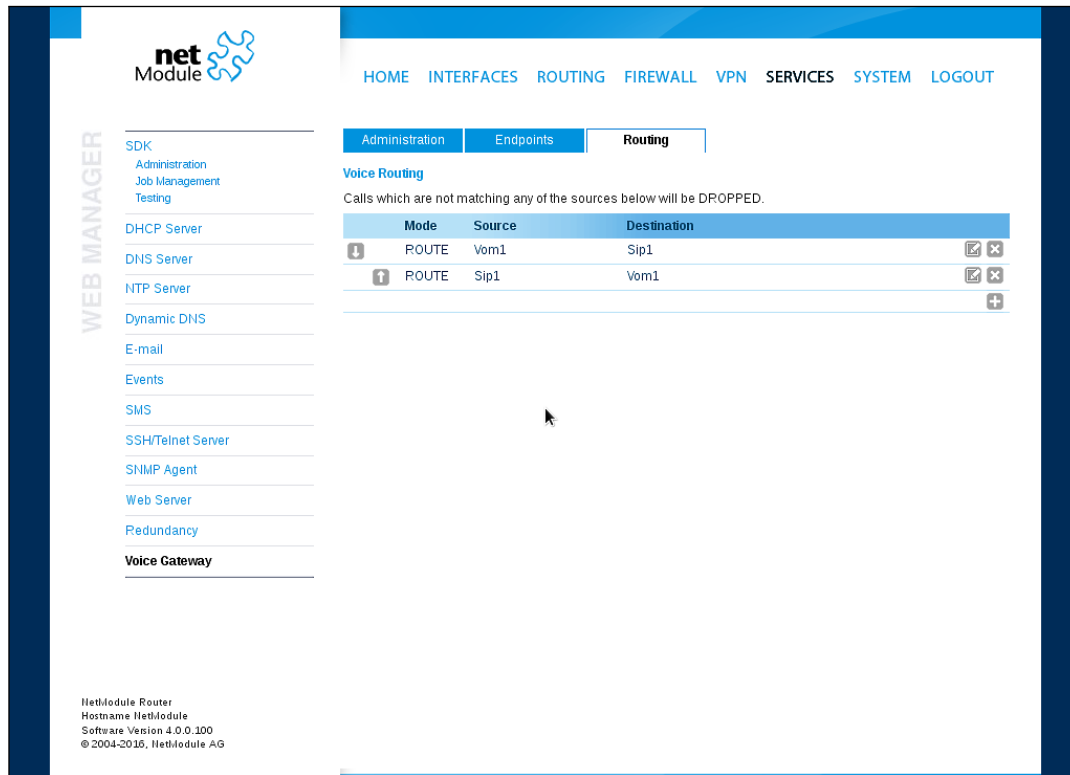 net
Module
HOME INTERFACES ROUTING FIREWALL VPN SERVICES SYSTEM LOGOUT
WEB MANAGER
SDK
Administration
Job Management
Testing
DHCP Server
DNS Server
NTP Server
Dynamic DNS
E-mail
Events
SMS
SSH/Telnet Server
SNMP Agent
Web Server
Redundancy
Voice Gateway
Administration Endpoints Routing
Voice Routing
Calls which are not matching any of the sources below will be DROPPED.
Mode Source Destination
ROUTE Vom1 Sip1
ROUTE Sip1 Vom1
NetModule Router
Hostname NetModule
Software Version 4.0.0.100
© 2004-2016, NetModule AG